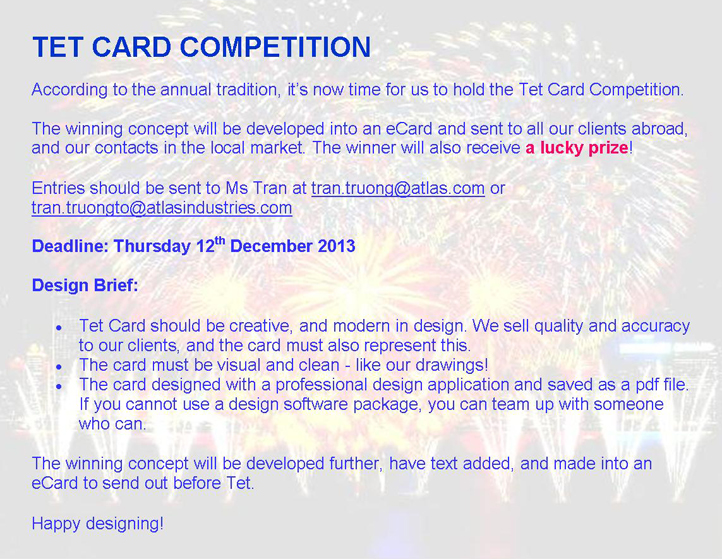 TET CARD COMPETITION
According to the annual tradition, it's now time for us to hold the Tet Card Competition.
The winning concept will be developed into an eCard and sent to all our clients abroad,
and our contacts in the local market. The winner will also receive a lucky prize!
Entries should be sent to Ms Tran at tran.truong@atlas.com or
tran.truongto@atlasindustries.com
Deadline: Thursday 12th December 2013
Design Brief:
• Tet Card should be creative, and modern in design. We sell quality and accuracy
to our clients, and the card must also represent this.
• The card must be visual and clean - like our drawings!
• The card designed with a professional design application and saved as a pdf file.
If you cannot use a design software package, you can team up with someone
who can.
The winning concept will be developed further, have text added, and made into an
eCard to send out before Tet.
Happy designing!